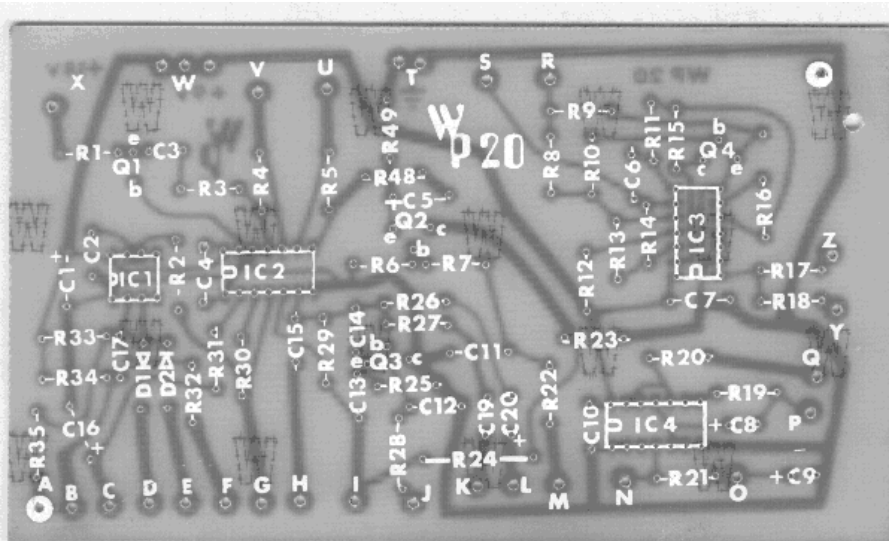 X W V U T S R
R9 R11 R15
R49 W P20
e b
R1 C3 R4 R5 R8 R10 C6 Q4
Q1 c e
b R3 R48 R16
+ C5
R14
Q2 c R13 IC3
e
C2 b Z
+ C1 IC1 R2 C4 IC2 R6 R7 R12 R17
R26 C7 R18
R27 C14
R33 C17 R31 C15 R29 b R23 Y
D1 D2 R30 e Q3 c C11 R20 Q
R34 R32 C13 R25 R22 R19
C12 C19 C20 P
C16 + R28 + C10 IC4 + C8
R35 R24
A K L R21 + C9
B C D E F G H I J M N O